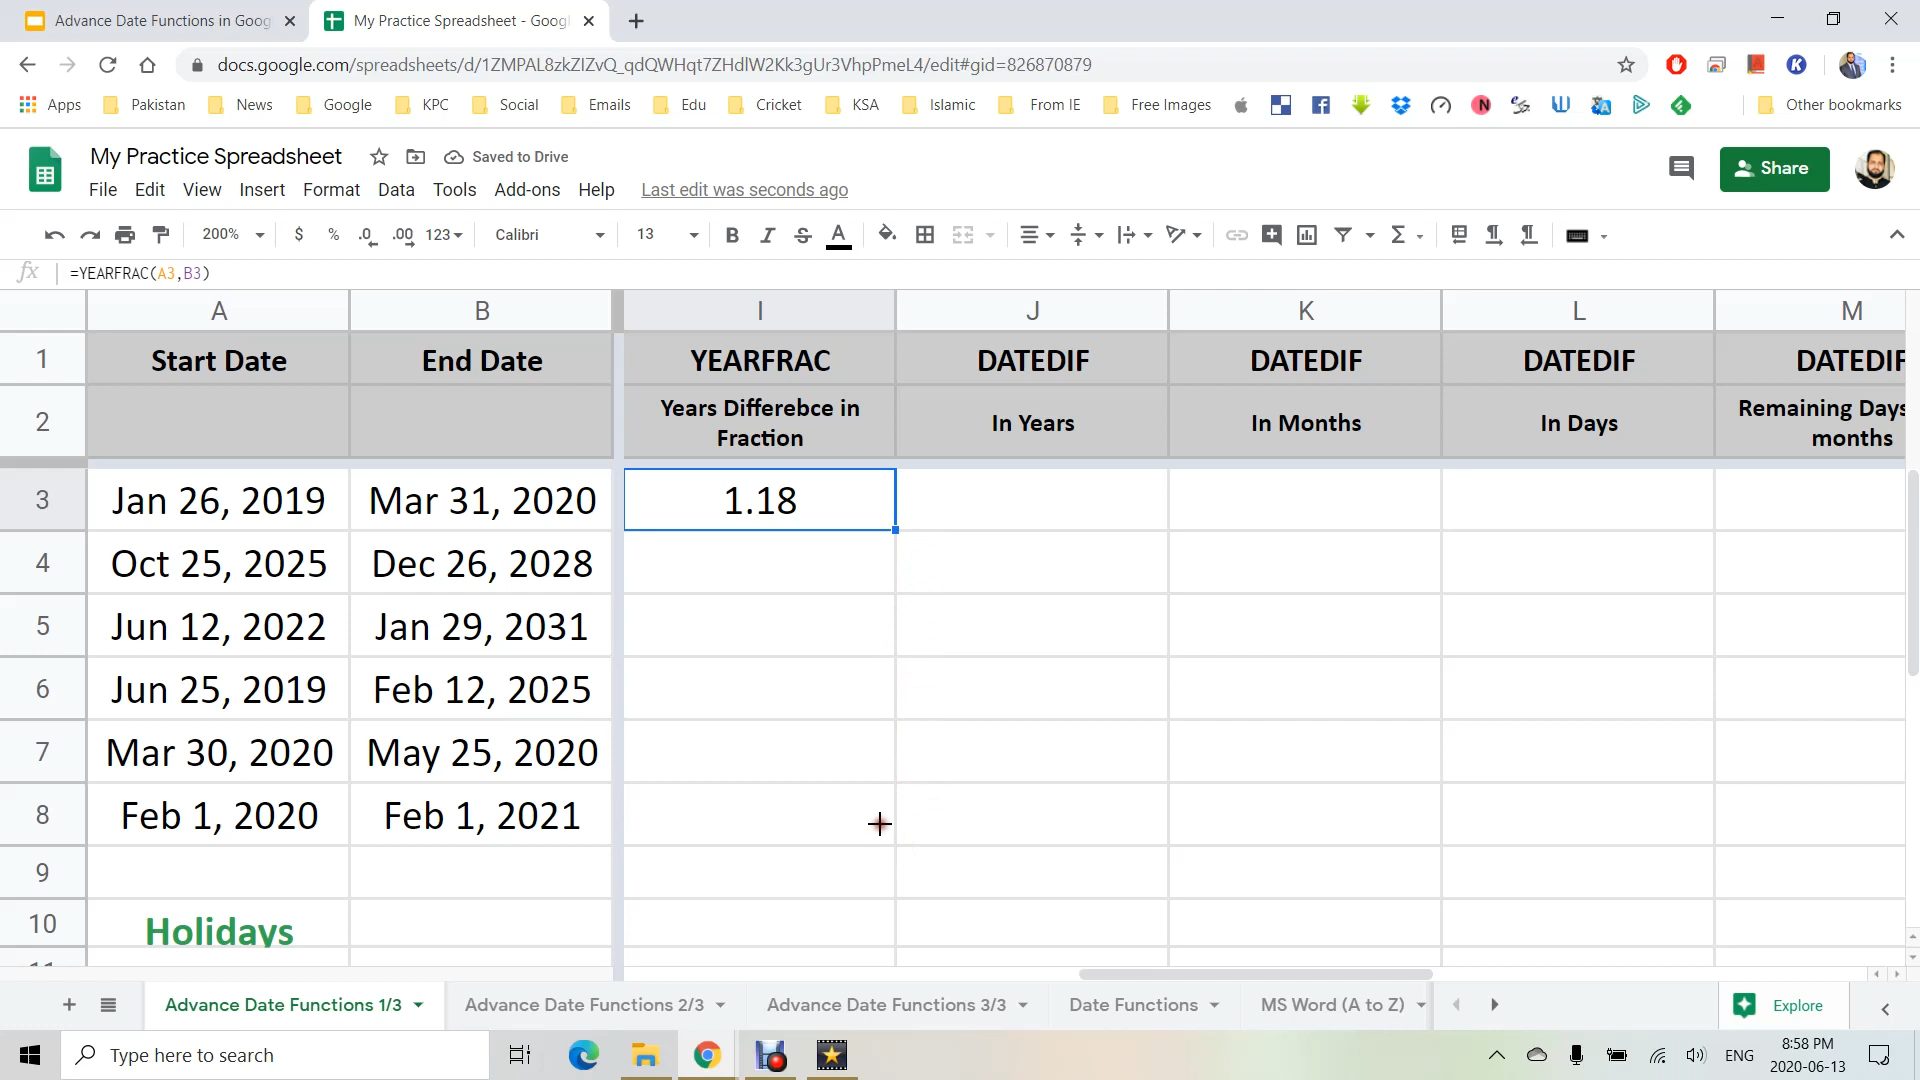 Advance Date Functions in Goog
My Practice Spreadsheet - Googl
docs.google.com/spreadsheets/d/1ZMPAL8zkZIZvQ_qdQWHqt7ZHdlW2Kk3gUr3VhpPmeL4/edit#gid=826870879
Apps Pakistan News Google KPC Social Emails Edu Cricket KSA Islamic From IE Free Images Other bookmarks
My Practice Spreadsheet Saved to Drive
File Edit View Insert Format Data Tools Add-ons Help Last edit was seconds ago
Share
200% $ % .0 .00 123 Calibri 13 B I S A
fx =YEARFRAC(A3,B3)
A B I J K L M
1 Start Date End Date YEARFRAC DATEDIF DATEDIF DATEDIF DATEDIF
2 Years Differebce in Fraction In Years In Months In Days Remaining Days months
3 Jan 26, 2019 Mar 31, 2020 1.18
4 Oct 25, 2025 Dec 26, 2028
5 Jun 12, 2022 Jan 29, 2031
6 Jun 25, 2019 Feb 12, 2025
7 Mar 30, 2020 May 25, 2020
8 Feb 1, 2020 Feb 1, 2021
9
10 Holidays
Advance Date Functions 1/3 Advance Date Functions 2/3 Advance Date Functions 3/3 Date Functions MS Word (A to Z) Explore
Type here to search ENG 8:58 PM
2020-06-13